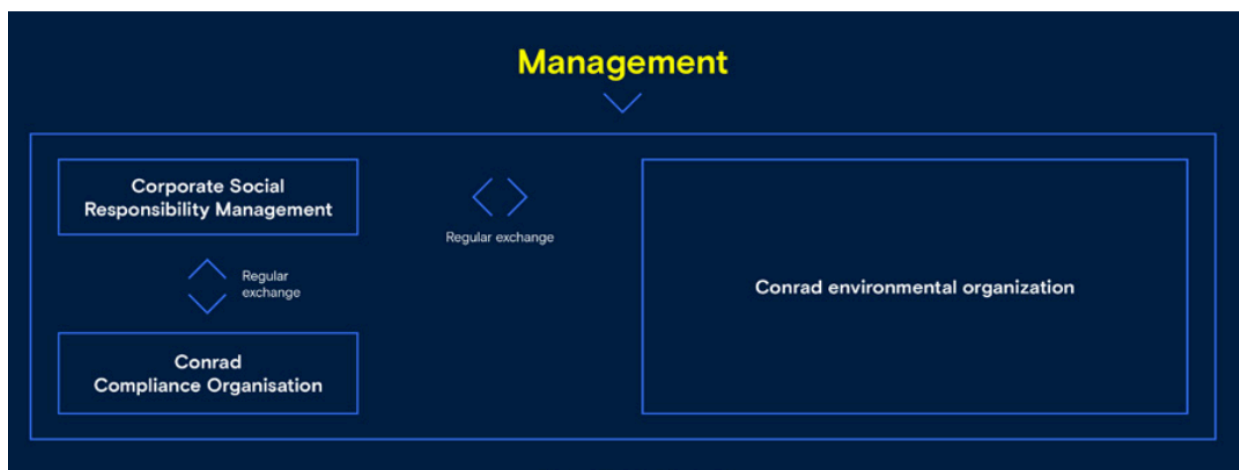 Management
Corporate Social
Responsibility Management
Regular exchange
Regular
exchange
Conrad environmental organization
Conrad
Compliance Organisation